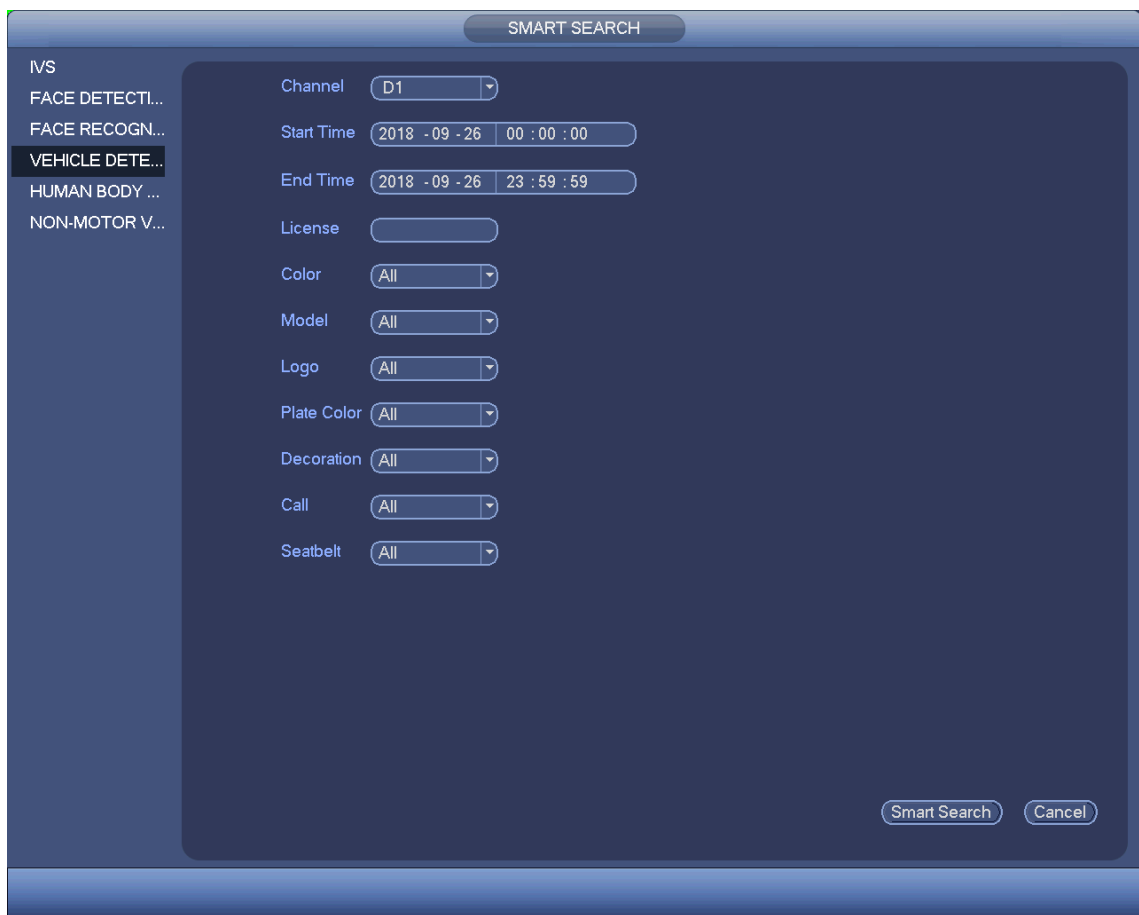 SMART SEARCH
IVS
FACE DETECTI...
FACE RECOGN...
VEHICLE DETE...
HUMAN BODY ...
NON-MOTOR V...
Channel D1
Start Time 2018 - 09 - 26 00 : 00 : 00
End Time 2018 - 09 - 26 23 : 59 : 59
License
Color All
Model All
Logo All
Plate Color All
Decoration All
Call All
Seatbelt All
Smart Search Cancel